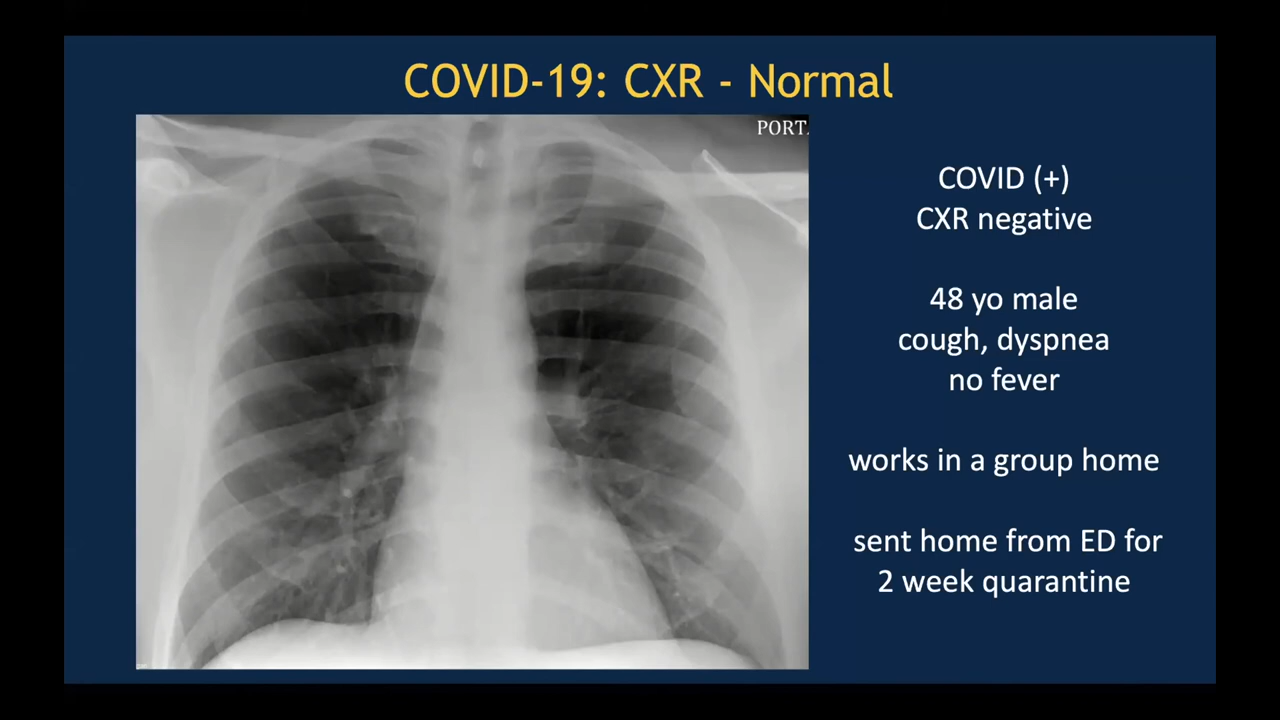 COVID-19: CXR - Normal
PORT.
COVID (+)
CXR negative
48 yo male
cough, dyspnea
no fever
works in a group home
sent home from ED for
2 week quarantine